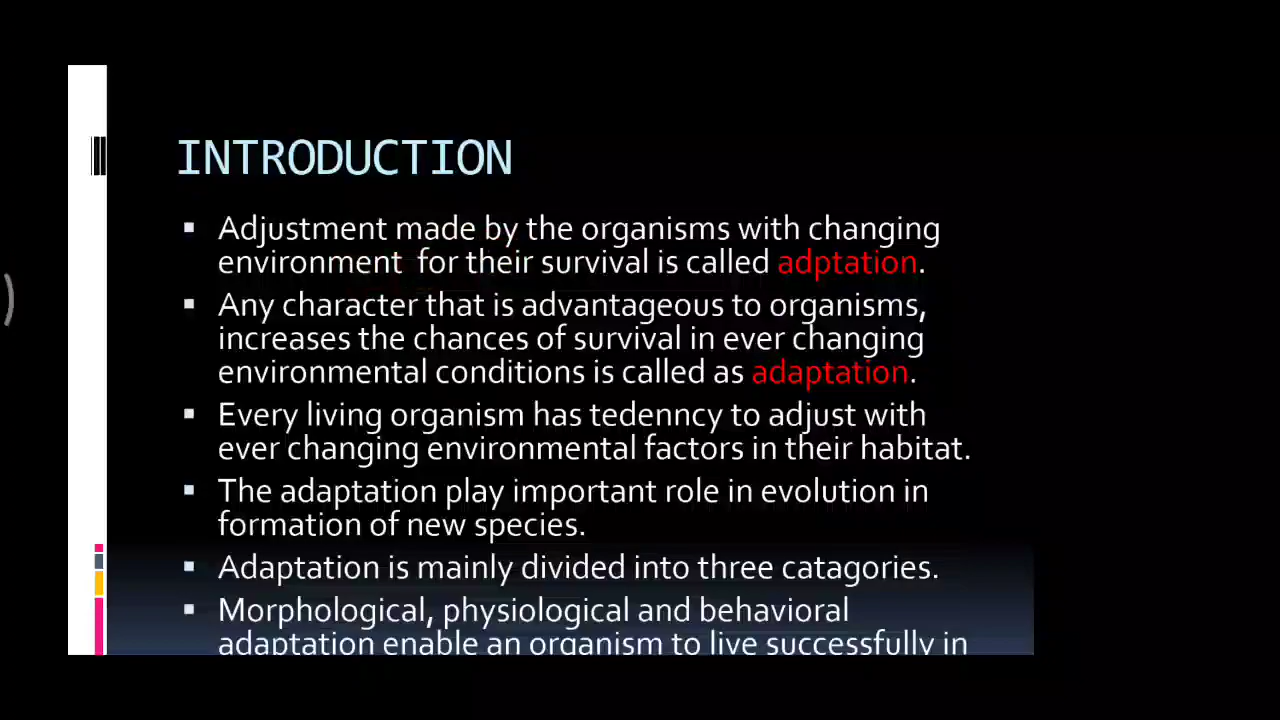 INTRODUCTION
▪ Adjustment made by the organisms with changing
environment for their survival is called adptation.
▪ Any character that is advantageous to organisms,
increases the chances of survival in ever changing
environmental conditions is called as adaptation.
▪ Every living organism has tedenncy to adjust with
ever changing environmental factors in their habitat.
▪ The adaptation play important role in evolution in
formation of new species.
▪ Adaptation is mainly divided into three catagories.
▪ Morphological, physiological and behavioral
adaptation enable an organism to live successfully in